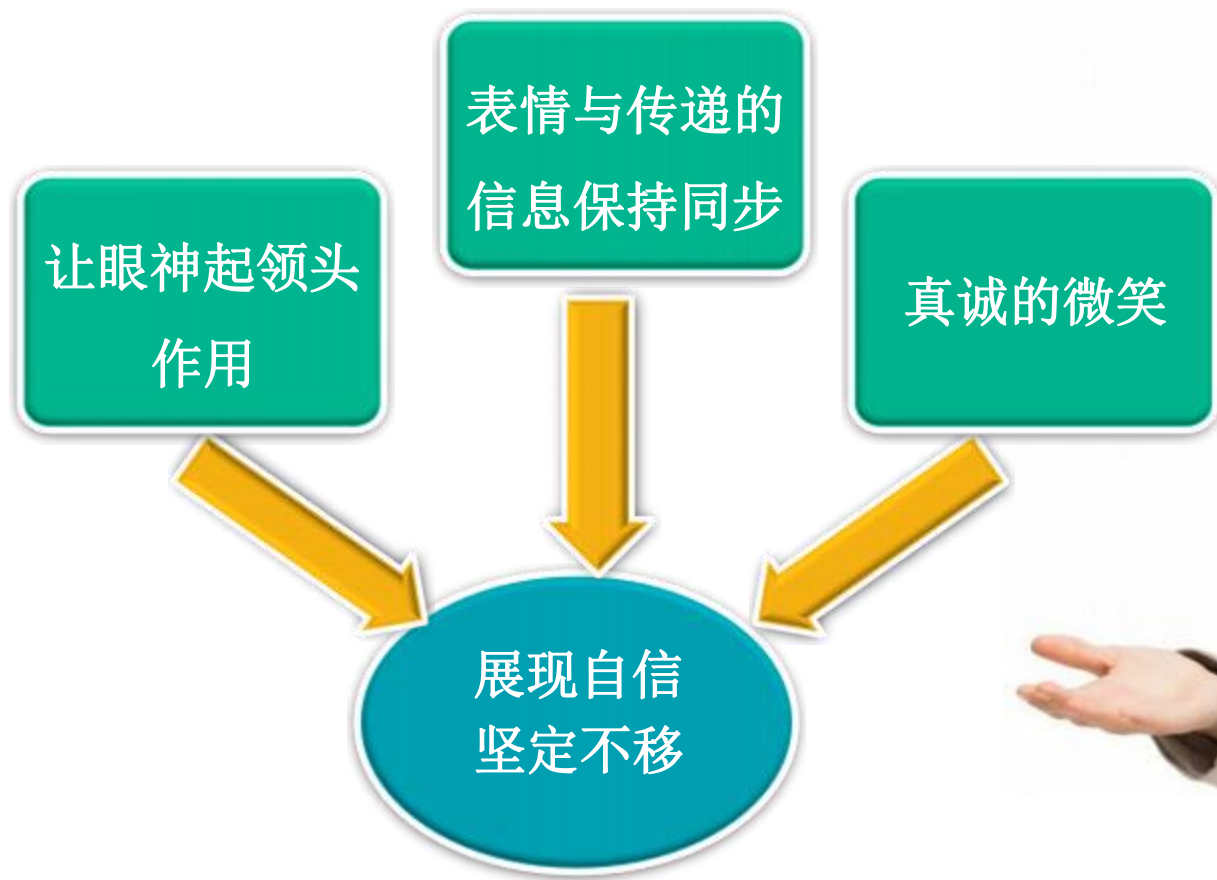 让眼神起领头
作用
表情与传递的
信息保持同步
真诚的微笑
展现自信
坚定不移